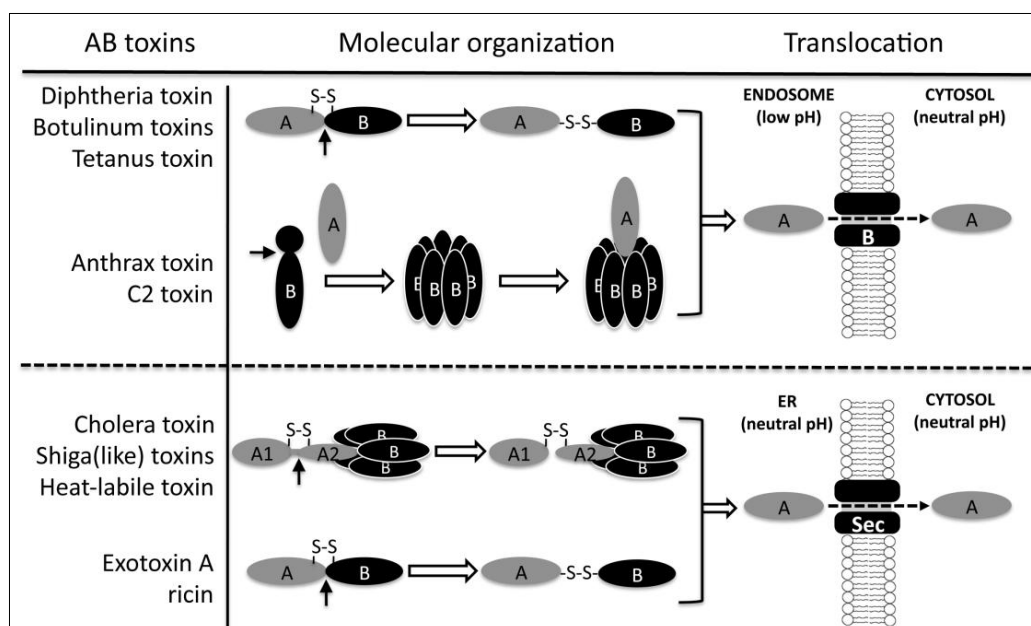 AB toxins
Molecular organization
Translocation
Diphtheria toxin
Botulinum toxins
Tetanus toxin
S-S
A
B
A
-S-S-
B
ENDOSOME
(low pH)
CYTOSOL
(neutral pH)
A
B
A
Anthrax toxin
C2 toxin
A
B
B
B
B
B
B
A
B
B
B
B
B
Cholera toxin
Shiga(like) toxins
Heat-labile toxin
S-S
A1
A2
B
B
B
S-S
A1
A2
B
B
B
ER
(neutral pH)
CYTOSOL
(neutral pH)
A
Sec
A
Exotoxin A
ricin
S-S
A
B
A
-S-S-
B